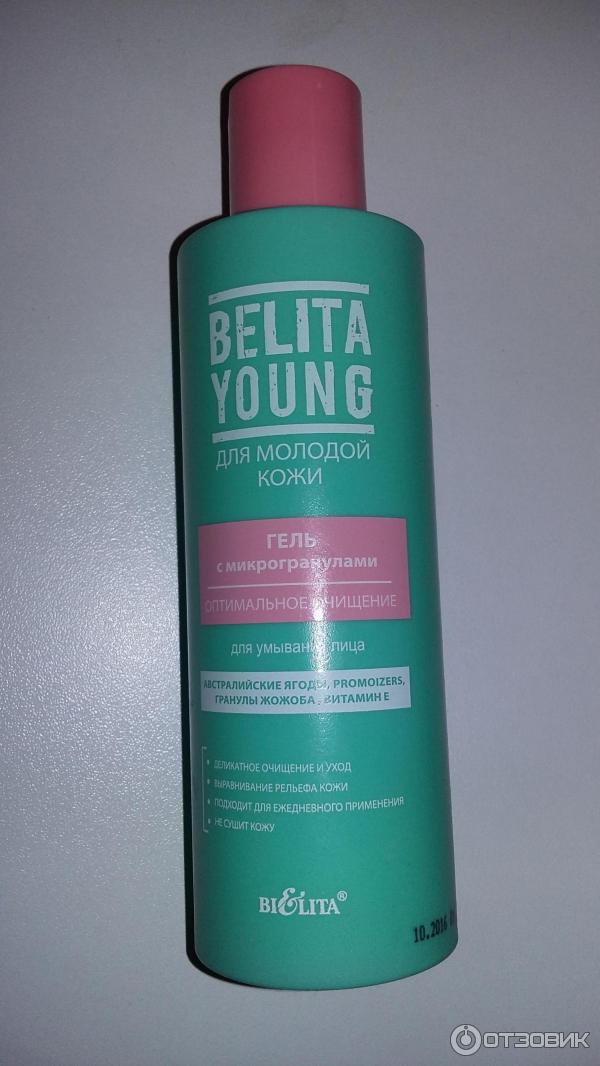 BELITA
YOUNG
ДЛЯ МОЛОДОЙ
КОЖИ
ГЕЛЬ
с микрогранулами
ОПТИМАЛЬНОЕ ОЧИЩЕНИЕ
для умывания лица
АВСТРАЛИЙСКИЕ ЯГОДЫ, PROMOIZERS,
ГРАНУЛЫ ЖОЖОБА, ВИТАМИН Е
• ДЕЛИКАТНОЕ ОЧИЩЕНИЕ И УХОД
• ВЫРАВНИВАНИЕ РЕЛЬЕФА КОЖИ
• ПОДХОДИТ ДЛЯ ЕЖЕДНЕВНОГО ПРИМЕНЕНИЯ
• НЕ СУШИТ КОЖУ
BIELITA®
10.2016
ОТЗОВИК